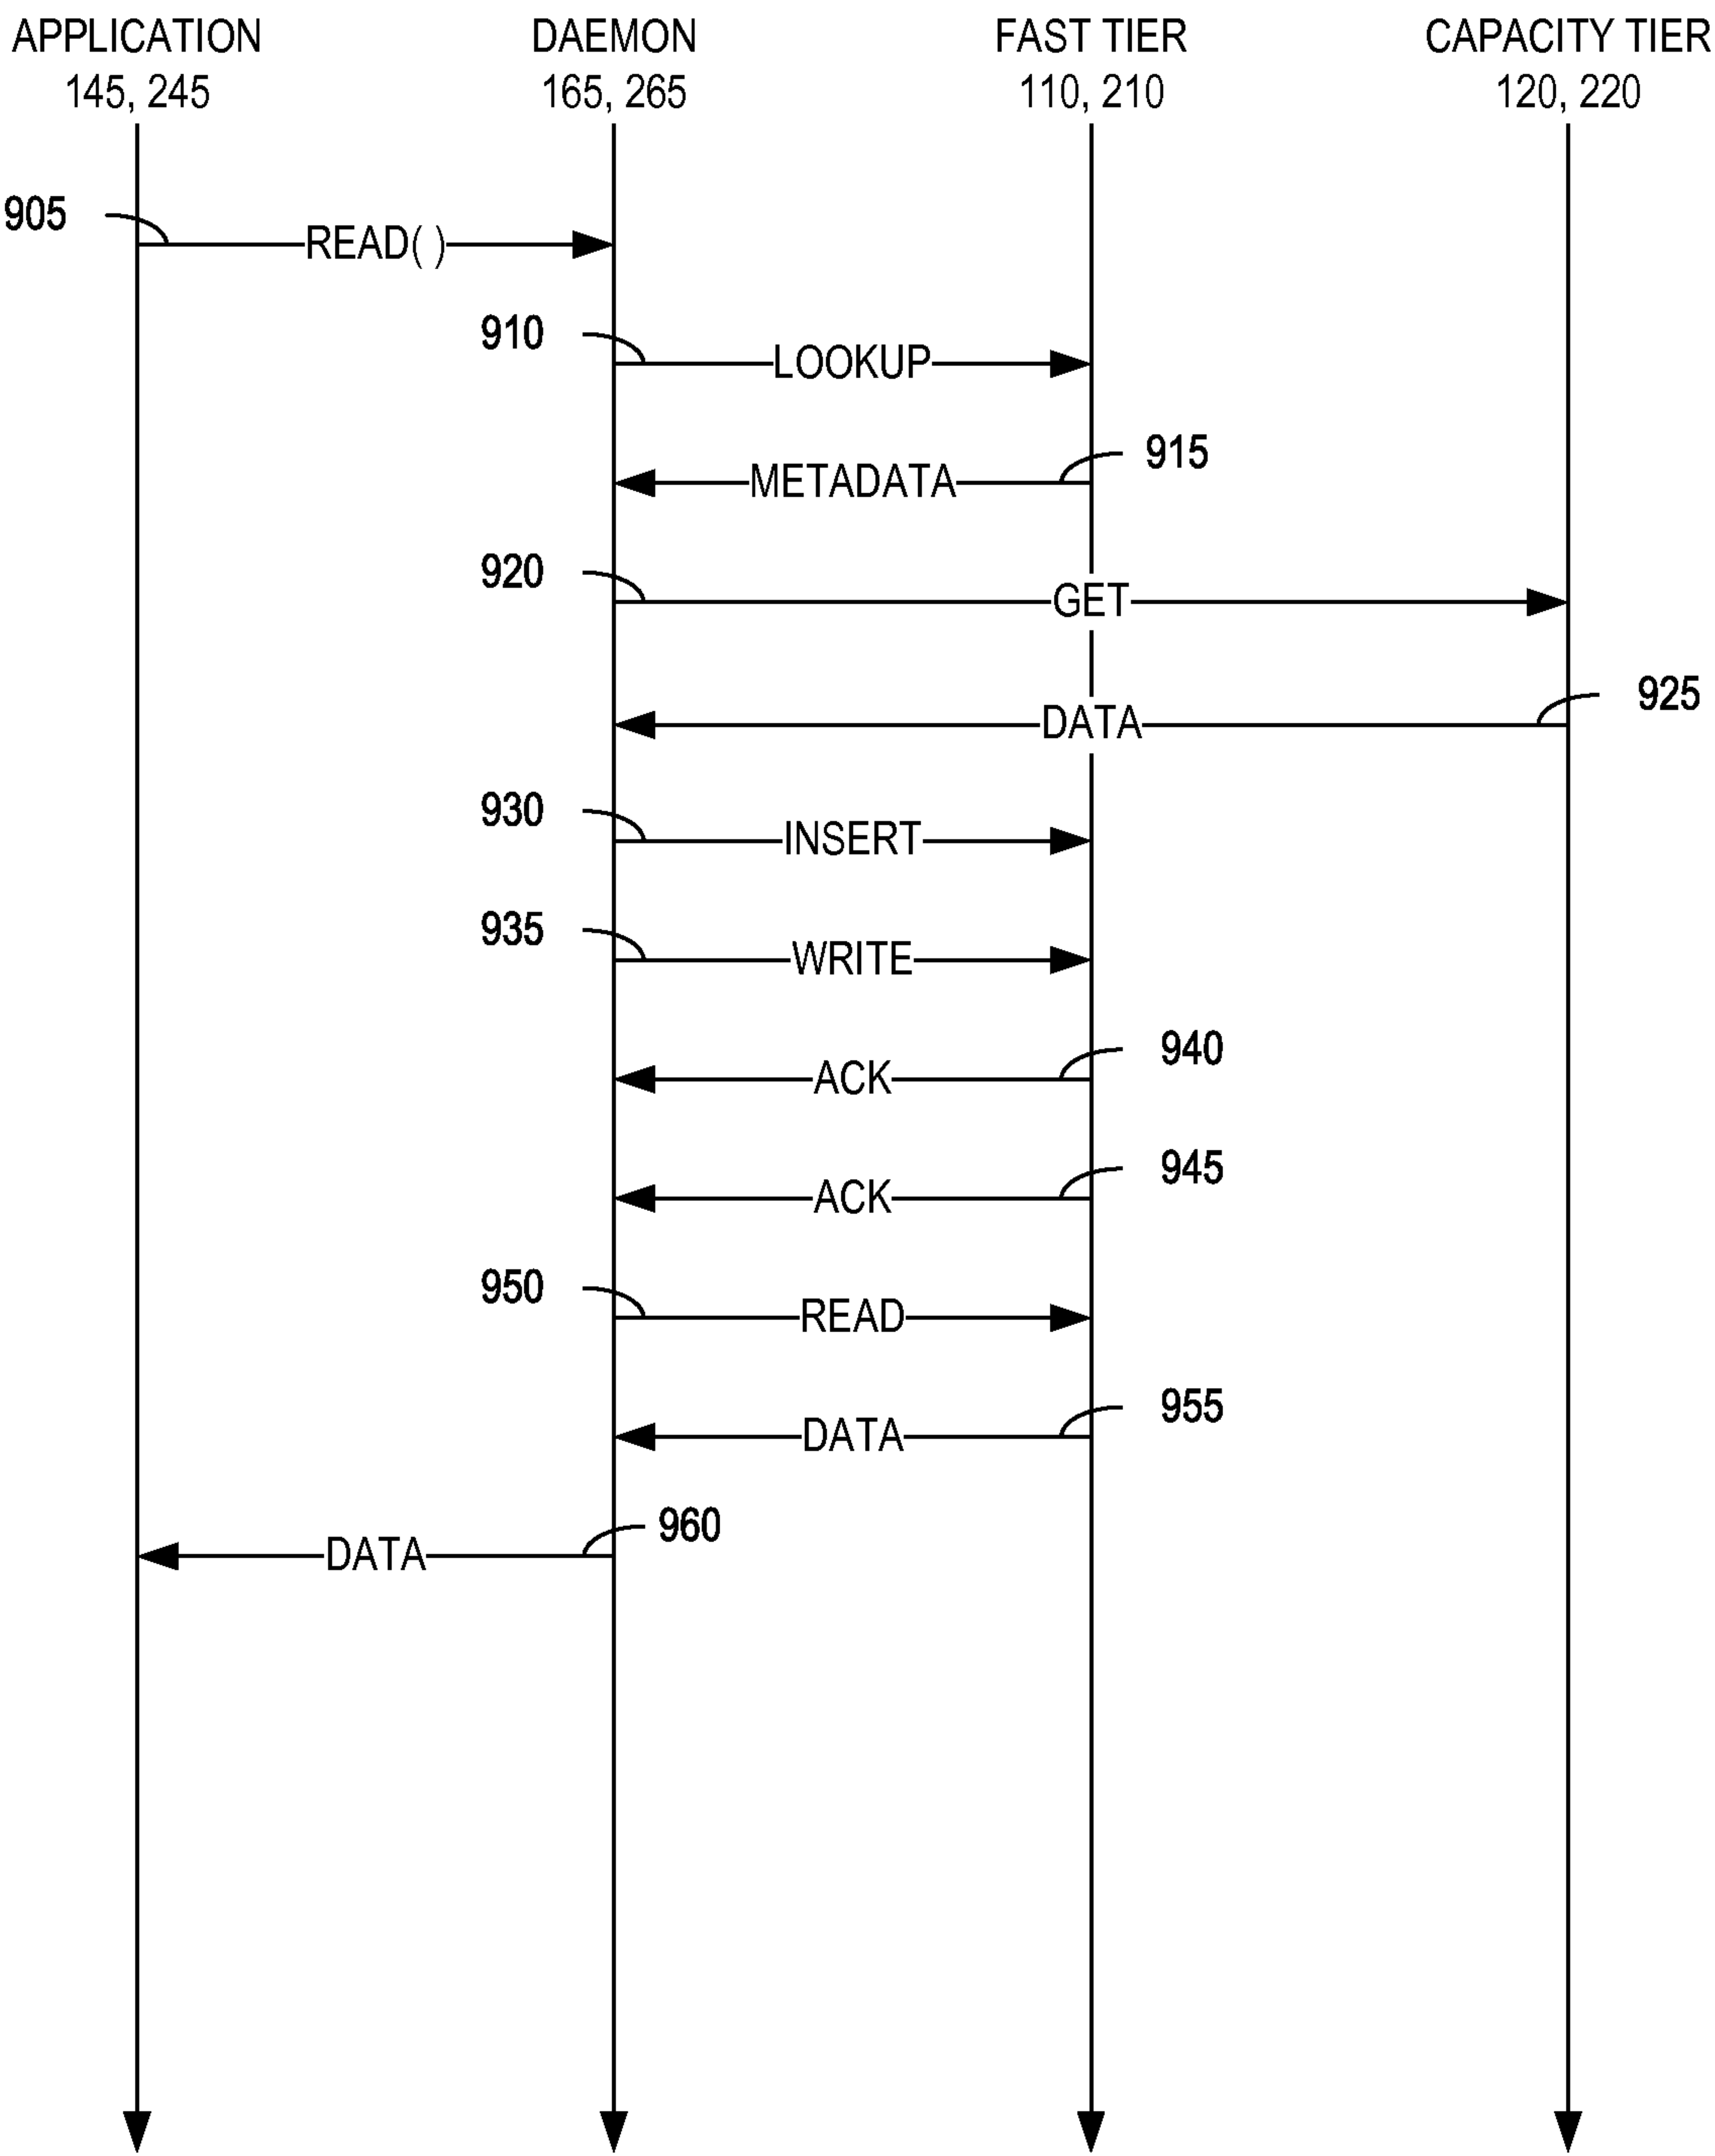 APPLICATION
145, 245
DAEMON
165, 265
FAST TIER
110, 210
CAPACITY TIER
120, 220
905
READ( )
910
LOOKUP
915
METADATA
920
GET
925
DATA
930
INSERT
935
WRITE
940
ACK
945
ACK
950
READ
955
DATA
960
DATA